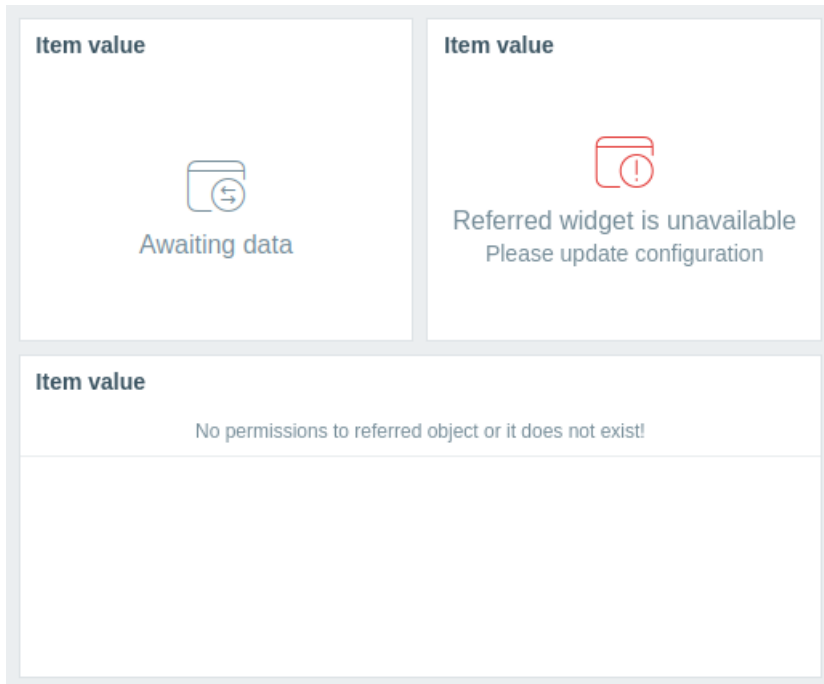 Item value
Awaiting data
Item value
Referred widget is unavailable
Please update configuration
Item value
No permissions to referred object or it does not exist!